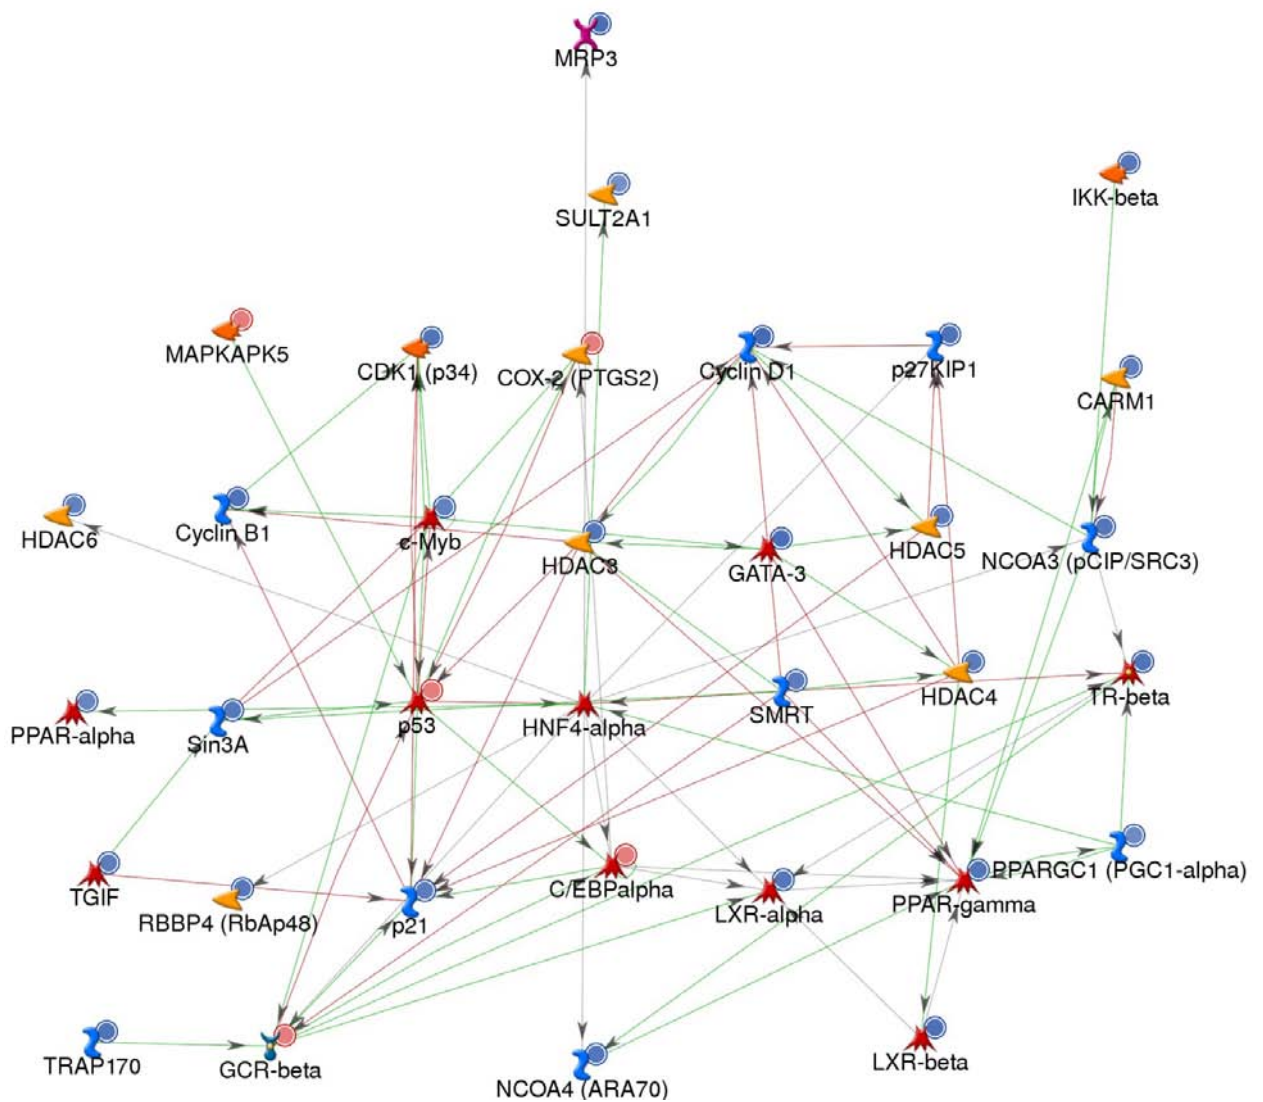 MRP3
SULT2A1
IKK-beta
MAPKAPK5
CDK1 (p34)
COX-2 (PTGS2)
Cyclin D1
p27KIP1
CARM1
HDAC6
Cyclin B1
c-Myb
HDAC3
GATA-3
HDAC5
NCOA3 (pCIP/SRC3)
PPAR-alpha
Sin3A
p53
HNF4-alpha
SMRT
HDAC4
TR-beta
TGIF
RBBP4 (RbAp48)
p21
C/EBPalpha
LXR-alpha
PPAR-gamma
PPARGC1 (PGC1-alpha)
TRAP170
GCR-beta
NCOA4 (ARA70)
LXR-beta